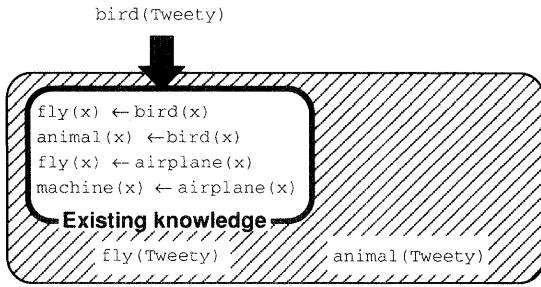 bird(Tweety)
fly(x) ←bird(x)
animal(x) ←bird(x)
fly(x) ←airplane(x)
machine(x) ←airplane(x)
Existing knowledge
fly(Tweety) animal(Tweety)